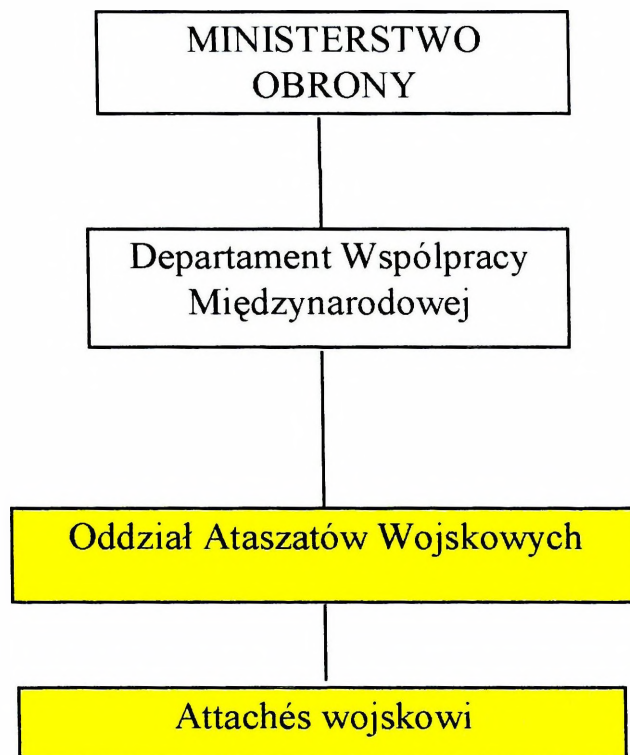 MINISTERSTWO
OBRONY
Departament Wspólpracy
Międzynarodowej
Oddział Ataszatów Wojskowych
Attachés wojskowi